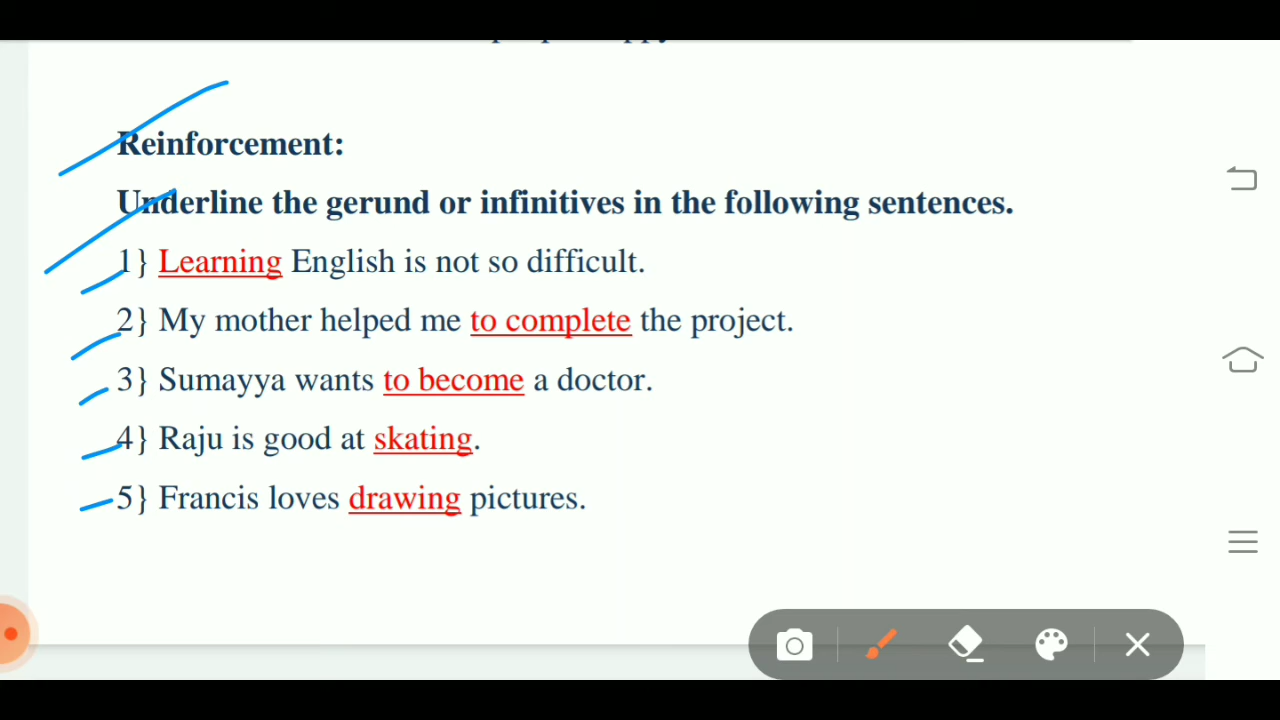 Reinforcement:
Underline the gerund or infinitives in the following sentences.
1} Learning English is not so difficult.
2} My mother helped me to complete the project.
3} Sumayya wants to become a doctor.
4} Raju is good at skating.
5} Francis loves drawing pictures.